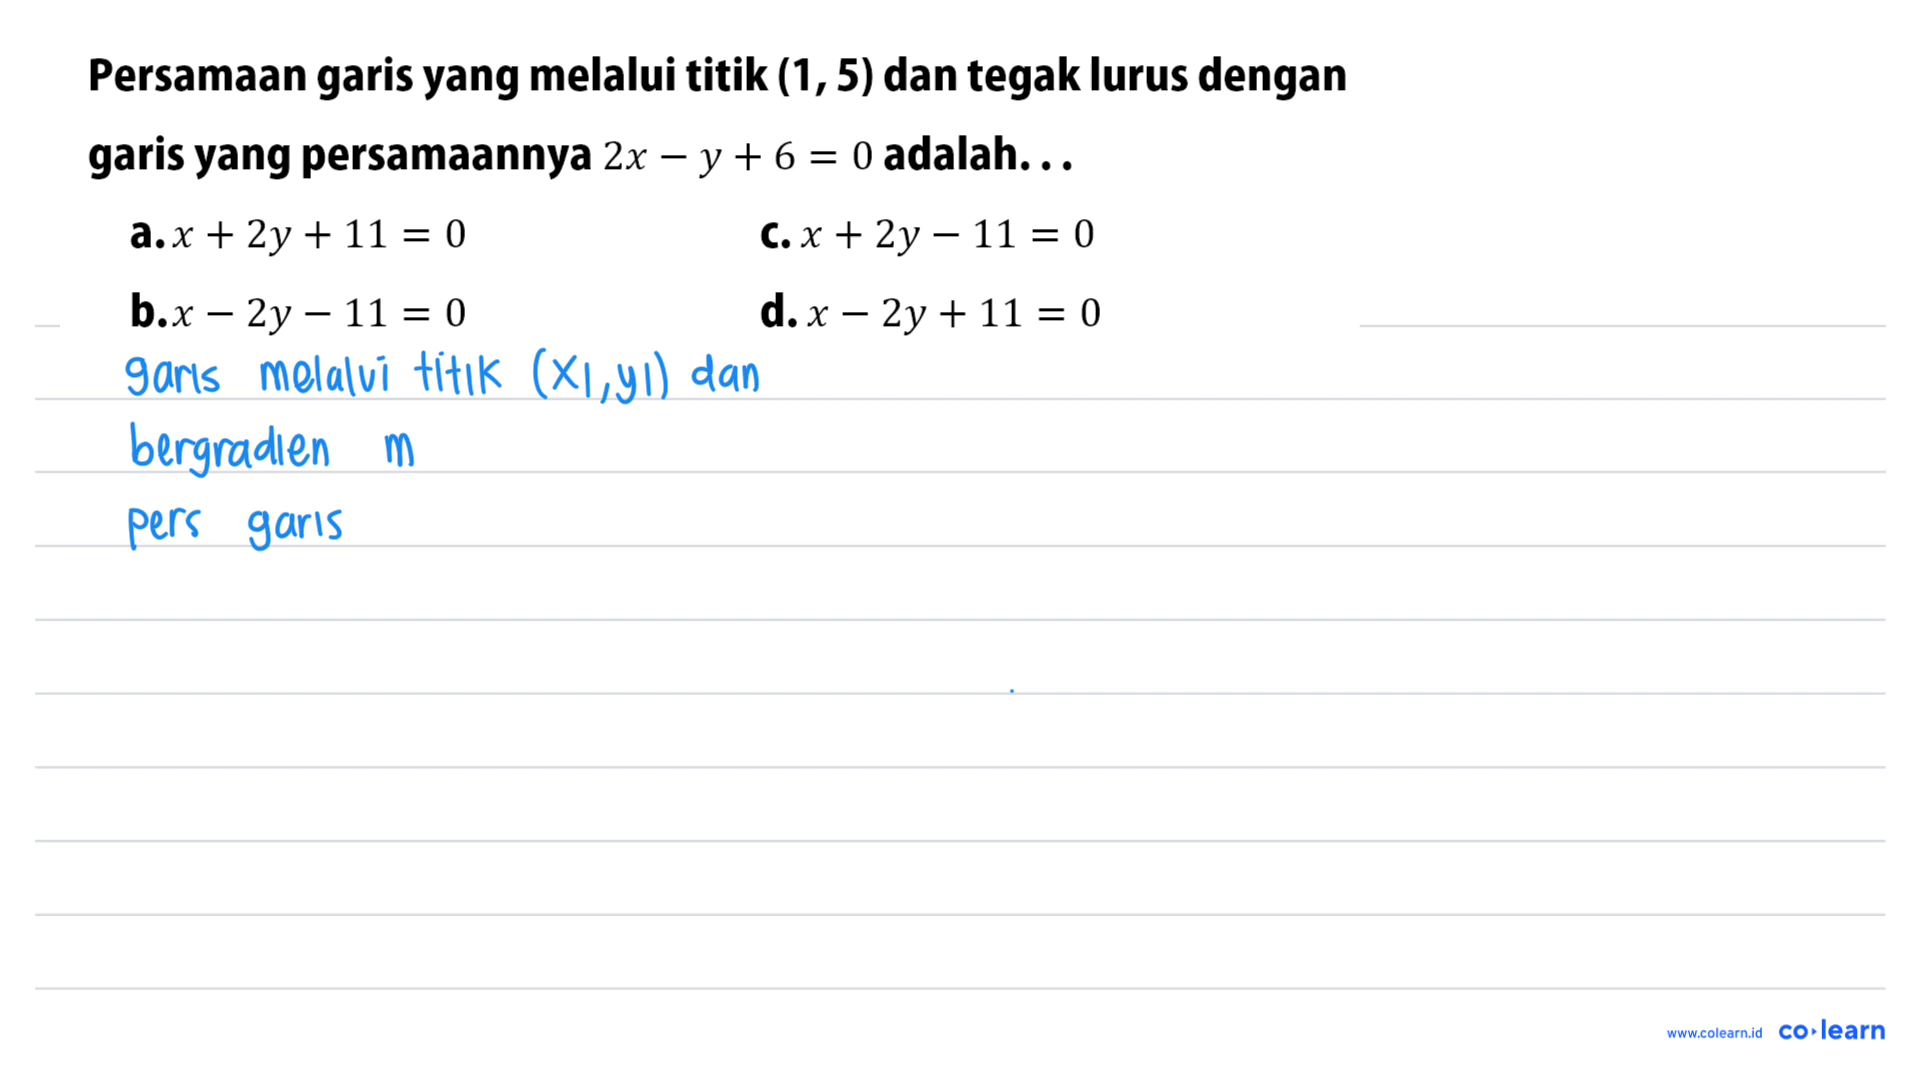 Persamaan garis yang melalui titik (1, 5) dan tegak lurus dengan
garis yang persamaannya 2x − y + 6 = 0 adalah. . .
a. x + 2y + 11 = 0
c. x + 2y − 11 = 0
b. x − 2y − 11 = 0
d. x − 2y + 11 = 0
garis melalui titik (x1, y1) dan
bergradien m
pers garis
www.colearn.id co learn